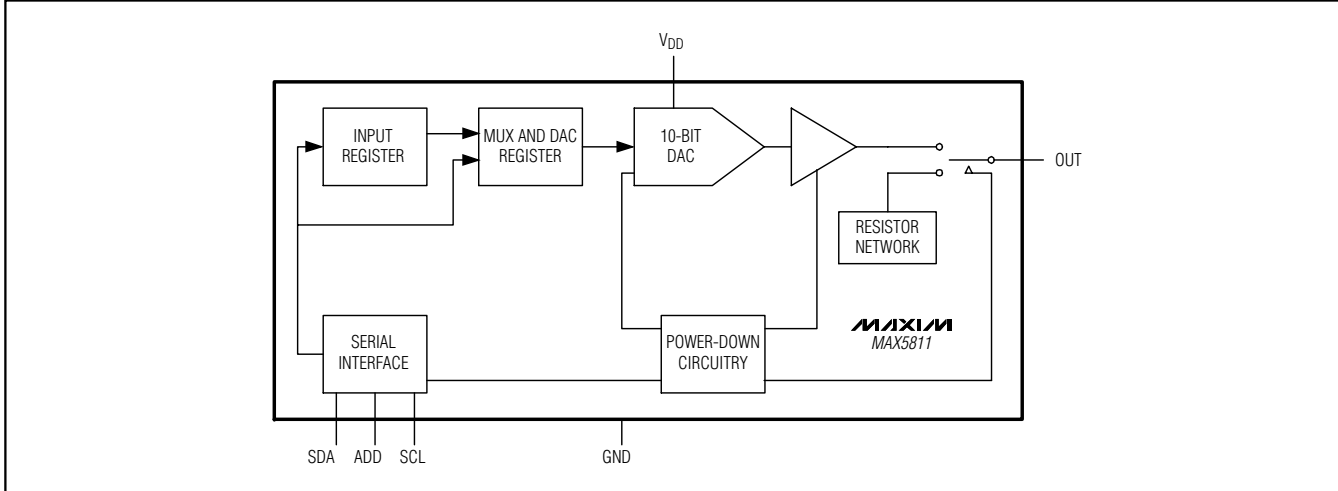 VDD
INPUT
REGISTER
MUX AND DAC
REGISTER
10-BIT
DAC
OUT
RESISTOR
NETWORK
SERIAL
INTERFACE
POWER-DOWN
CIRCUITRY
MAXIM
MAX5811
SDA ADD SCL
GND